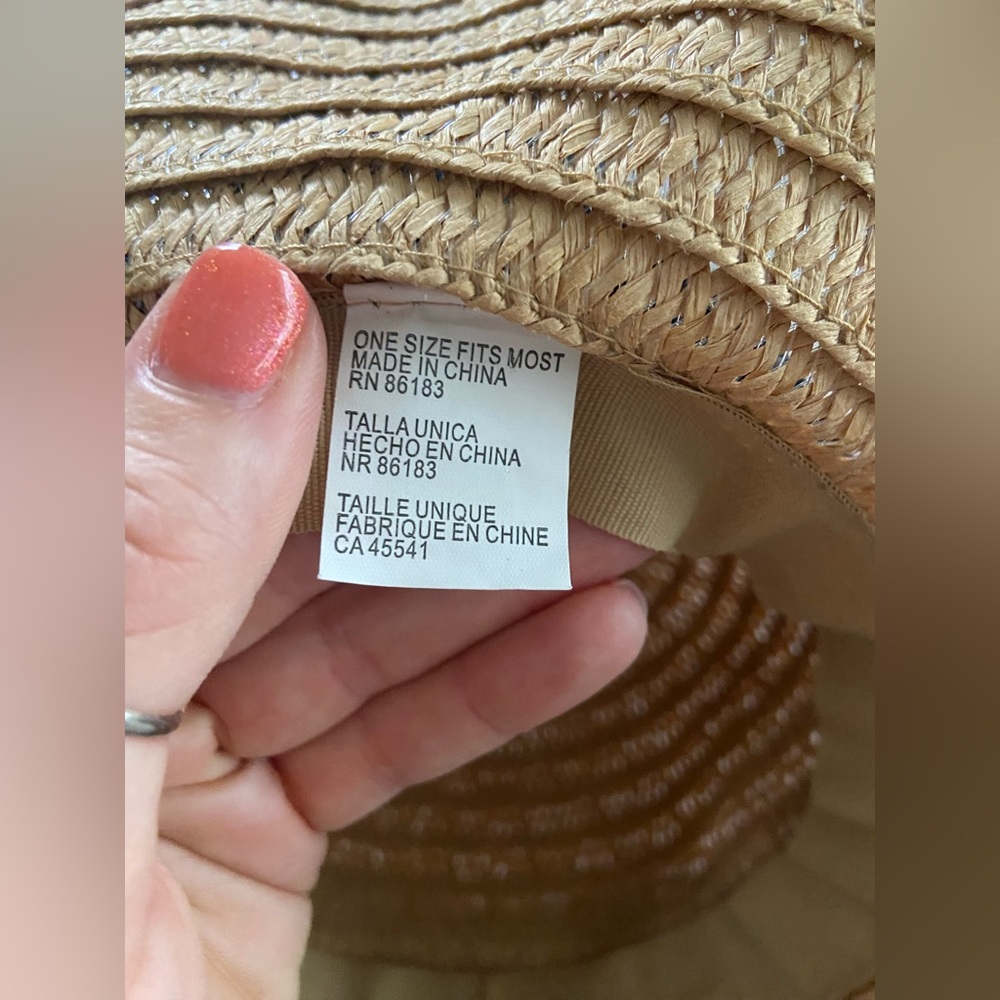 ONE SIZE FITS MOST
MADE IN CHINA
RN 86183
TALLA UNICA
HECHO EN CHINA
NR 86183
TAILLE UNIQUE
FABRIQUE EN CHINE
CA 45541